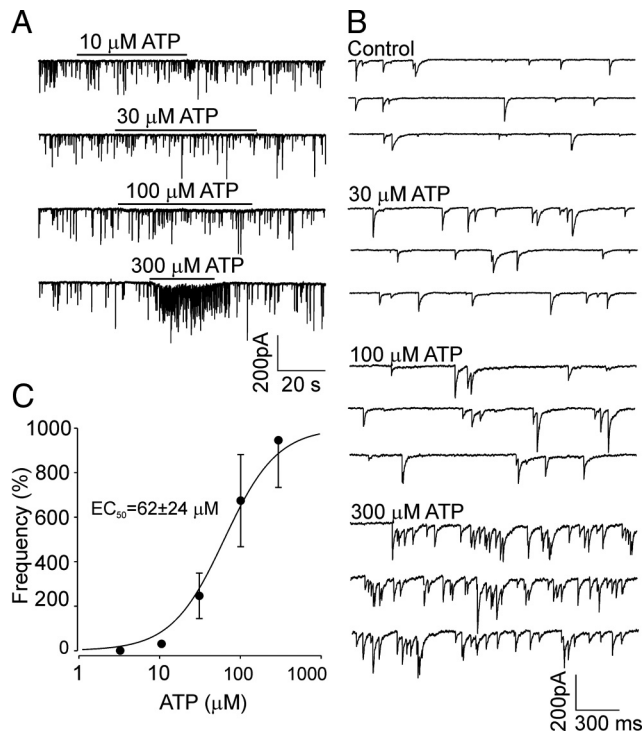 A
10 μM ATP
30 μM ATP
100 μM ATP
300 μM ATP
200pA
20 s
B
Control
30 μM ATP
100 μM ATP
300 μM ATP
200pA
300 ms
C
1000
800
600
400
200
0
Frequency (%)
EC₅₀=62±24 μM
1
10
100
1000
ATP (μM)